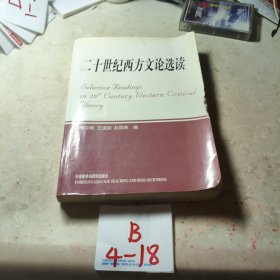 二十世纪西方文论选读
Selective Readings
in 20th Century Western Critical
Theory
外语教学与研究出版社
FOREIGN LANGUAGE TEACHING AND RESEARCH PRESS
B
4-18